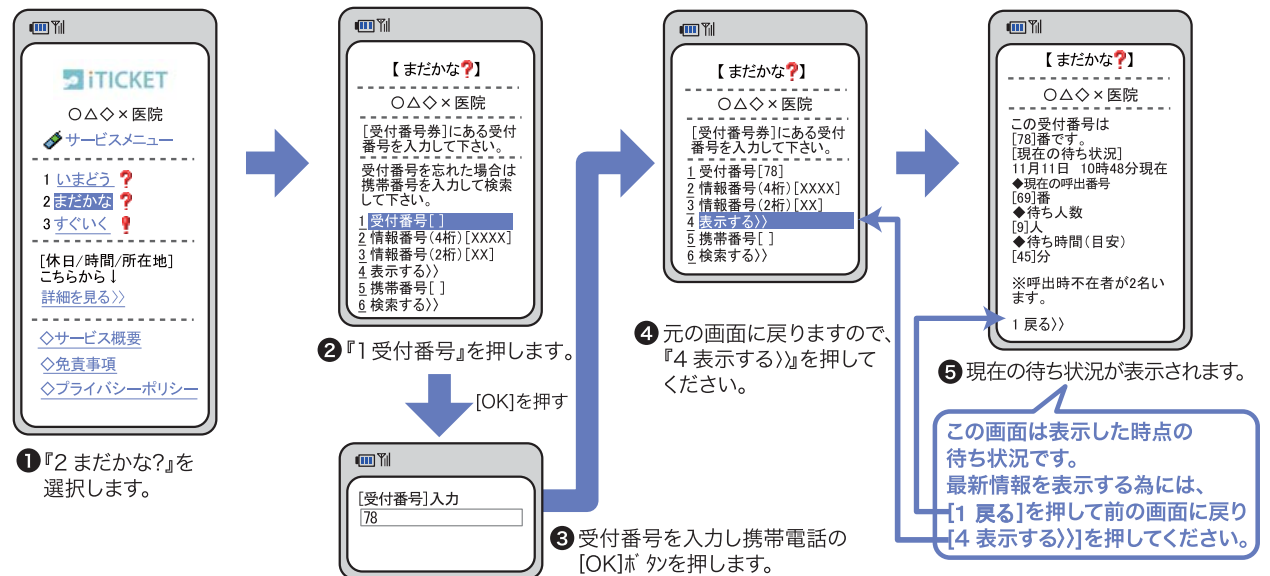 iTICKET
○△◇×医院
サービスメニュー
1 いまどう❓
2 まだかな❓
3 すぐいく❗
[休日/時間/所在地]
こちらから↓
詳細を見る〉〉
◇サービス概要
◇免責事項
◇プライバシーポリシー
❶『2 まだかな?』を
選択します。
【 まだかな❓】
○△◇×医院
[受付番号券]にある受付
番号を入力して下さい。
受付番号を忘れた場合は
携帯番号を入力して検索
して下さい。
1 受付番号[ ]
2 情報番号(4桁)[XXXX]
3 情報番号(2桁)[XX]
4 表示する〉〉
5 携帯番号[ ]
6 検索する〉〉
❷『1 受付番号』を押します。
[OK]を押す
[受付番号]入力
78
❸ 受付番号を入力し携帯電話の
[OK]ボタンを押します。
【 まだかな❓】
○△◇×医院
[受付番号券]にある受付
番号を入力して下さい。
1 受付番号[78]
2 情報番号(4桁)[XXXX]
3 情報番号(2桁)[XX]
4 表示する〉〉
5 携帯番号[ ]
6 検索する〉〉
❹ 元の画面に戻りますので、
『4 表示する〉〉』を押して
ください。
【 まだかな❓】
○△◇×医院
この受付番号は
[78]番です。
[現在の待ち状況]
11月11日 10時48分現在
◆現在の呼出番号
[69]番
◆待ち人数
[9]人
◆待ち時間(目安)
[45]分
※呼出時不在者が2名い
ます。
1 戻る〉〉
❺ 現在の待ち状況が表示されます。
この画面は表示した時点の
待ち状況です。
最新情報を表示する為には、
[1 戻る]を押して前の画面に戻り
[4 表示する〉〉]を押してください。